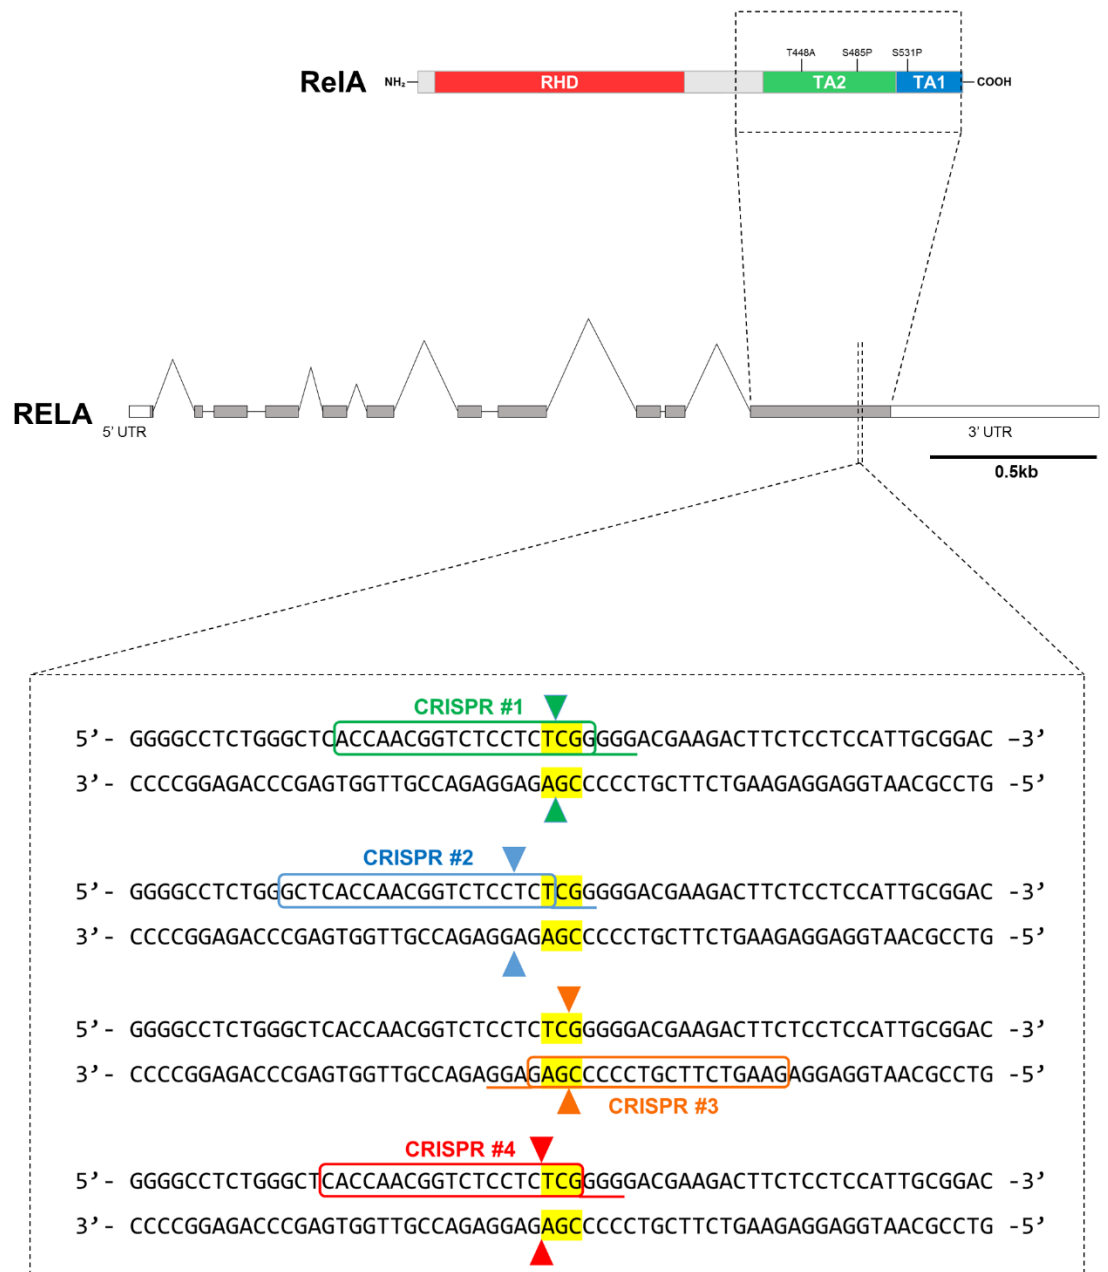 T448A S485P S531P
RelA NH₂ RHD TA2 TA1 COOH
RELA
5' UTR 3' UTR
0.5kb
CRISPR #1
5’- GGGGCCTCTGGGCTCACCAACGGTCTCCTCTCGGGGGACGAAGACTTCTCCTCCATTGCGGAC –3’
3’- CCCCGGAGACCCGAGTGGTTGCCAGAGGAGAGCCCCCTGCTTCTGAAGAGGAGGTAACGCCTG -5’
CRISPR #2
5’- GGGGCCTCTGGGCTCACCAACGGTCTCCTCTCGGGGGACGAAGACTTCTCCTCCATTGCGGAC -3’
3’- CCCCGGAGACCCGAGTGGTTGCCAGAGGAGAGCCCCCTGCTTCTGAAGAGGAGGTAACGCCTG -5’
5’- GGGGCCTCTGGGCTCACCAACGGTCTCCTCTCGGGGGACGAAGACTTCTCCTCCATTGCGGAC -3’
3’- CCCCGGAGACCCGAGTGGTTGCCAGAGGAGAGCCCCCTGCTTCTGAAGAGGAGGTAACGCCTG -5’
CRISPR #3
CRISPR #4
5’- GGGGCCTCTGGGCTCACCAACGGTCTCCTCTCGGGGGACGAAGACTTCTCCTCCATTGCGGAC -3’
3’- CCCCGGAGACCCGAGTGGTTGCCAGAGGAGAGCCCCCTGCTTCTGAAGAGGAGGTAACGCCTG -5’